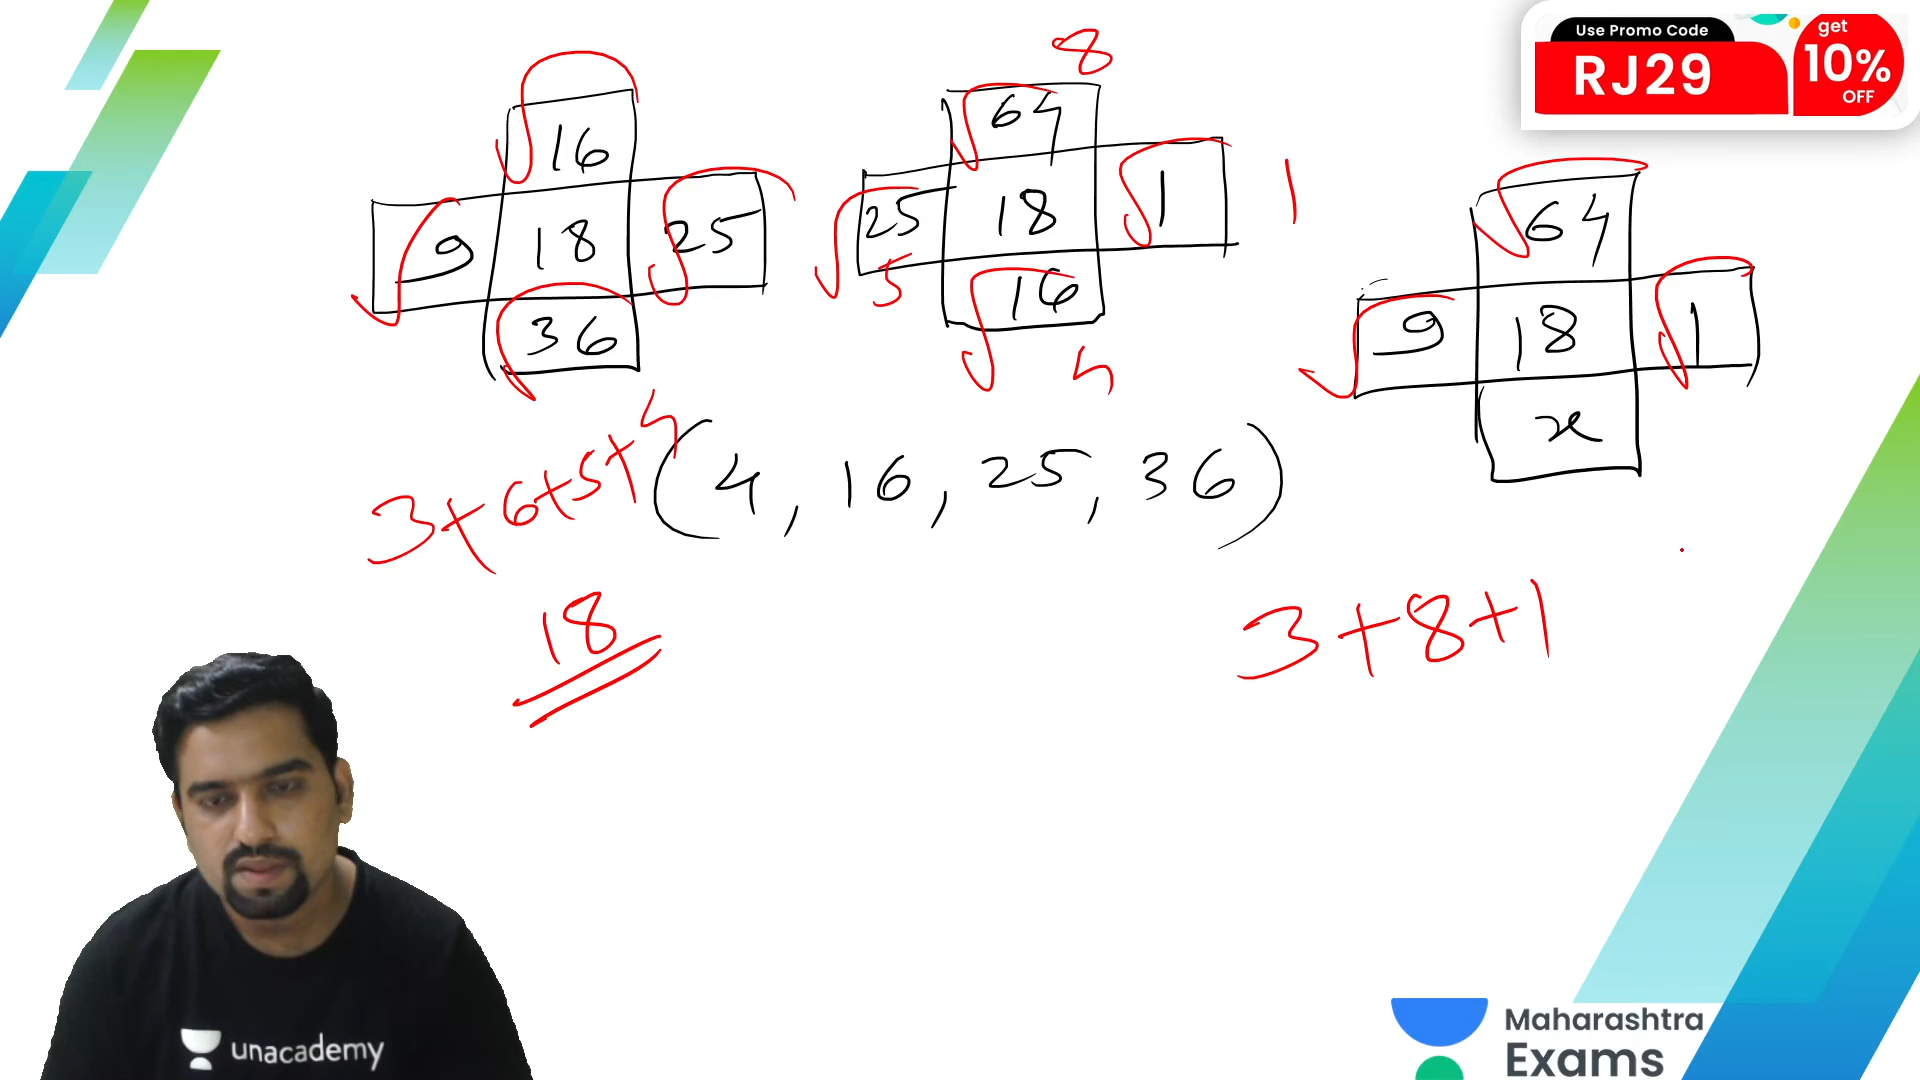 Use Promo Code
RJ29
get
10%
OFF
8
16
9 18 25
36
64
25 18 1
5
16
1
4
64
9 18 1
x
3+6+5+4
(4, 16, 25, 36)
18
3+8+1
unacademy
Maharashtra
Exams